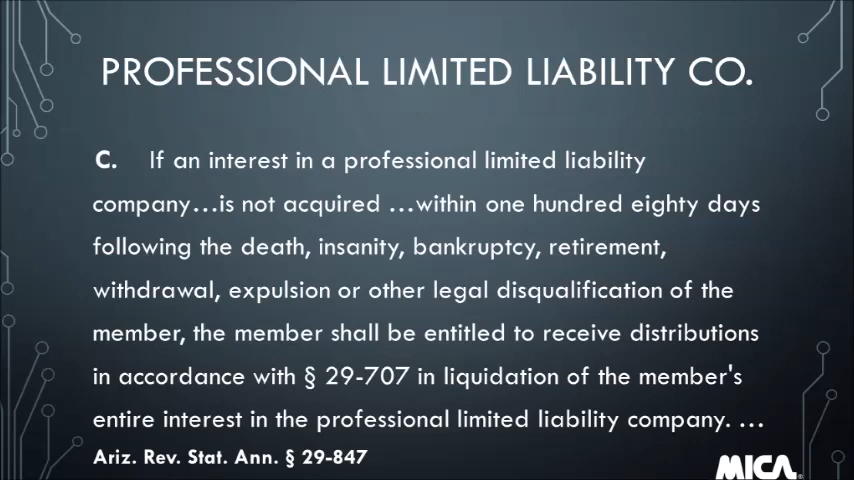 PROFESSIONAL LIMITED LIABILITY CO.
C. If an interest in a professional limited liability
company...is not acquired ...within one hundred eighty days
following the death, insanity, bankruptcy, retirement,
withdrawal, expulsion or other legal disqualification of the
member, the member shall be entitled to receive distributions
in accordance with § 29-707 in liquidation of the member's
entire interest in the professional limited liability company. ...
Ariz. Rev. Stat. Ann. § 29-847
MICA®